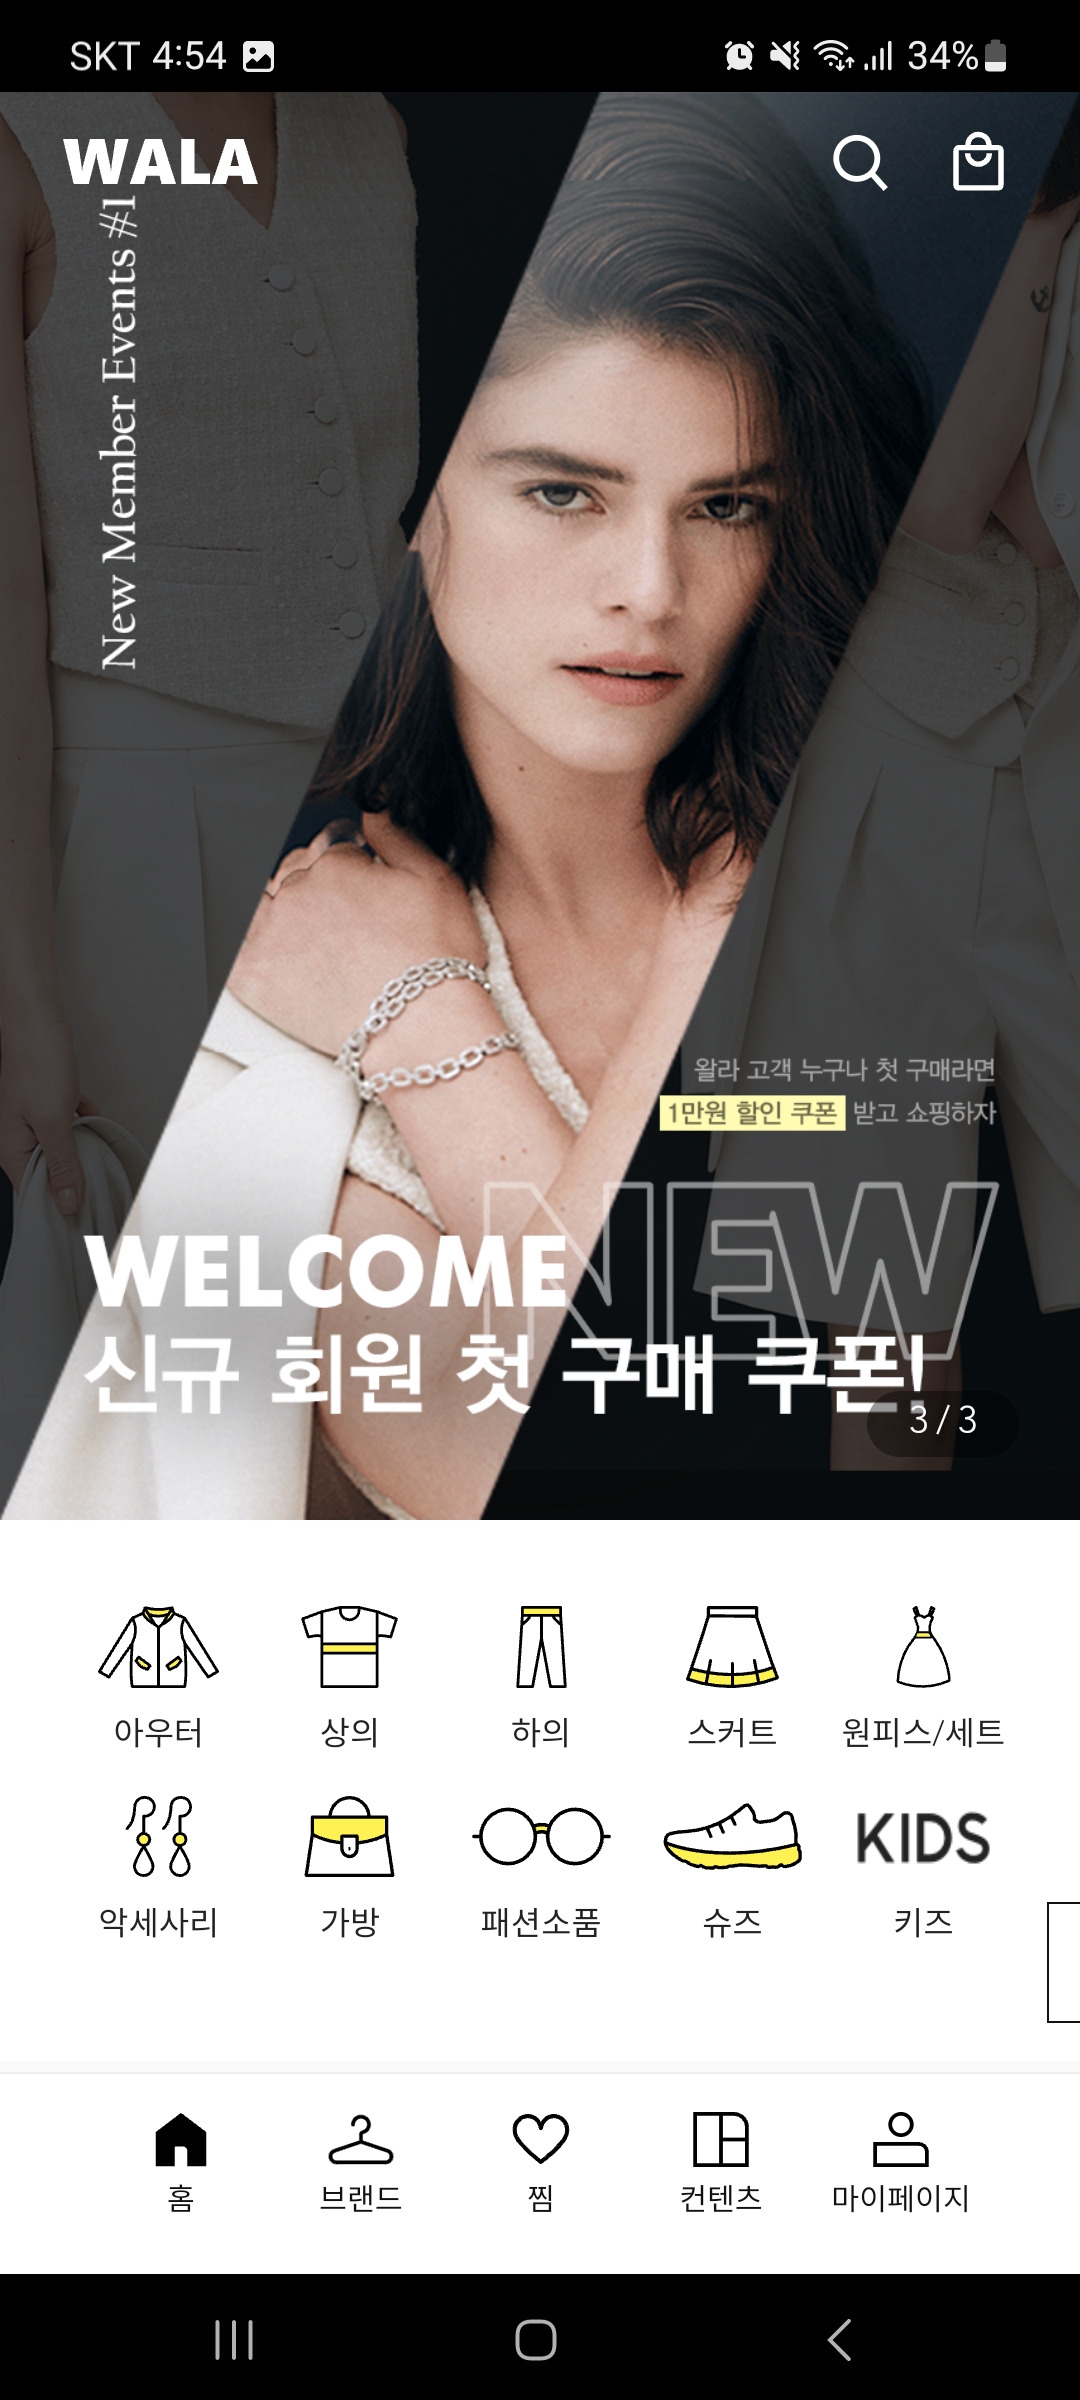 SKT 4:54 34%
WALA
New Member Events #1
왈라 고객 누구나 첫 구매라면
1만원 할인 쿠폰 받고 쇼핑하자
NEW
WELCOME
신규 회원 첫 구매 쿠폰!
3 / 3
아우터 상의 하의 스커트 원피스/세트
KIDS
악세사리 가방 패션소품 슈즈 키즈
홈 브랜드 찜 컨텐츠 마이페이지